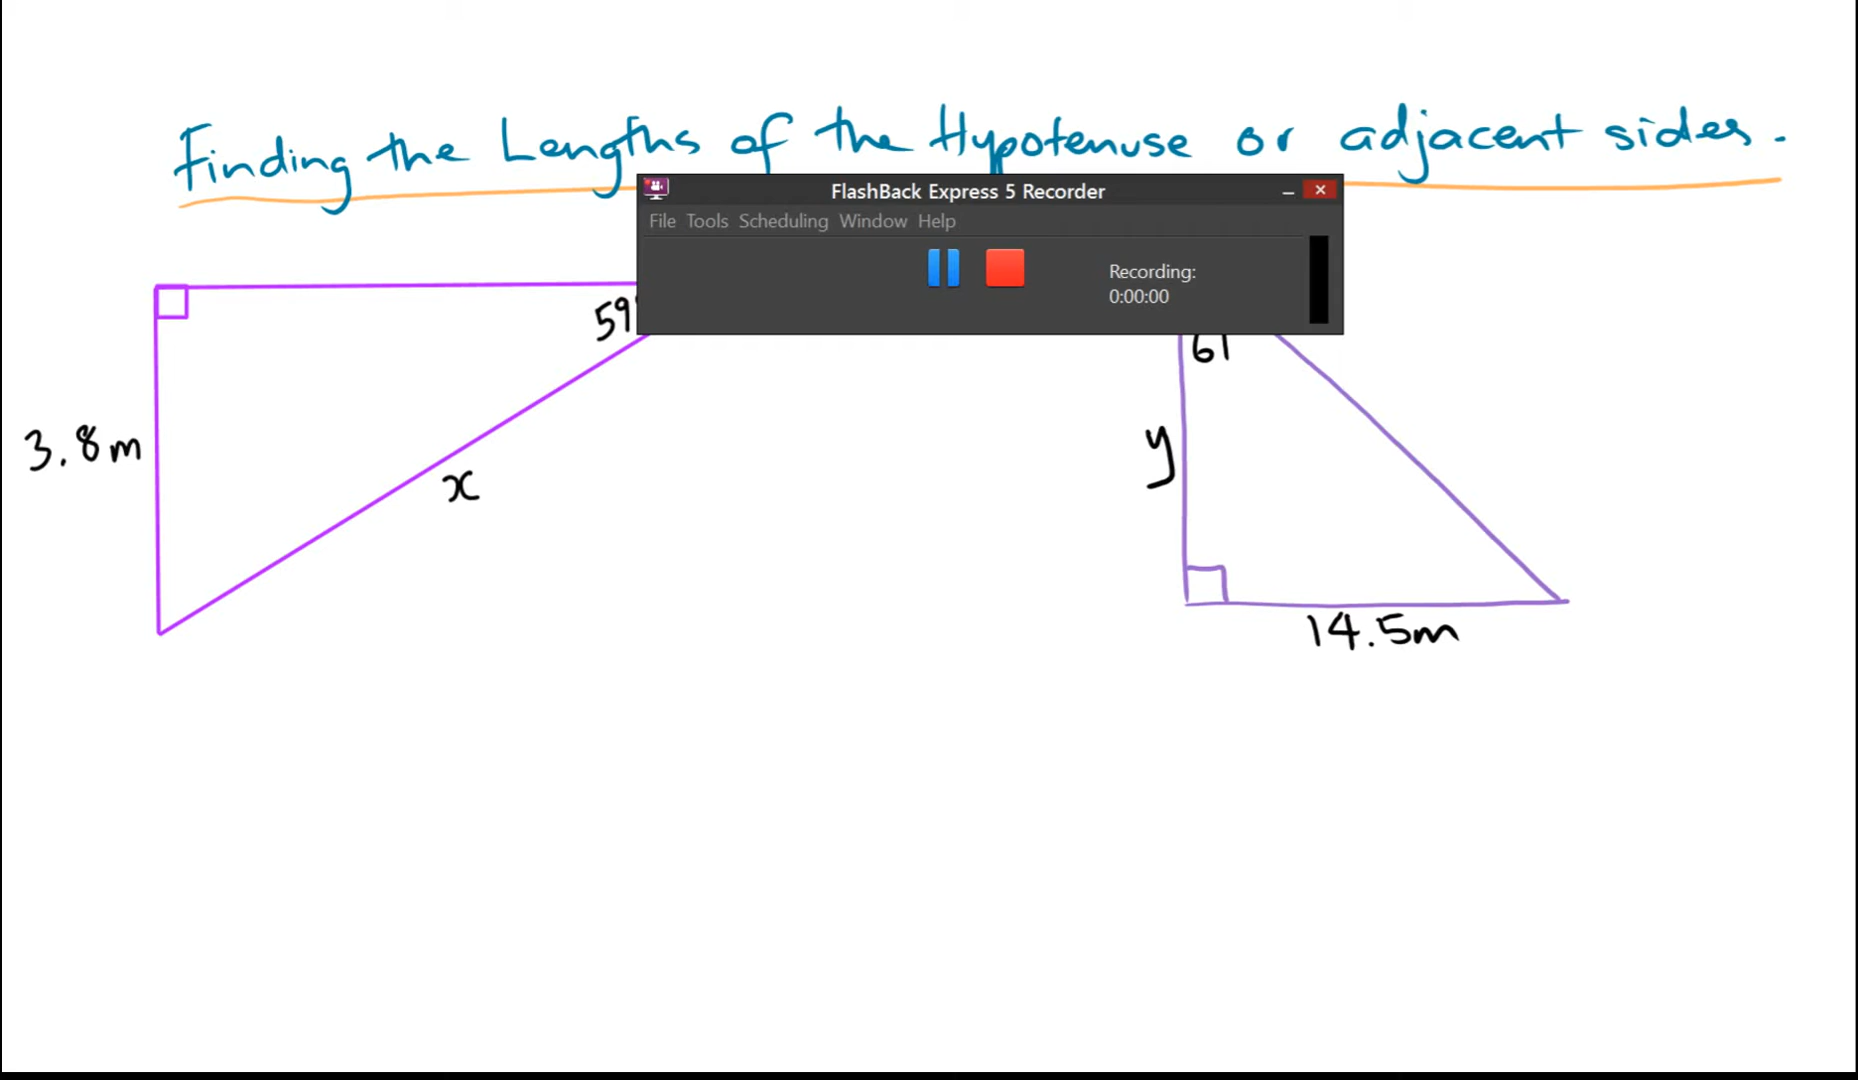 Finding the Lengths of the Hypotenuse or adjacent sides.
FlashBack Express 5 Recorder
File Tools Scheduling Window Help
Recording:
0:00:00
59°
61
3.8m
x
y
14.5m